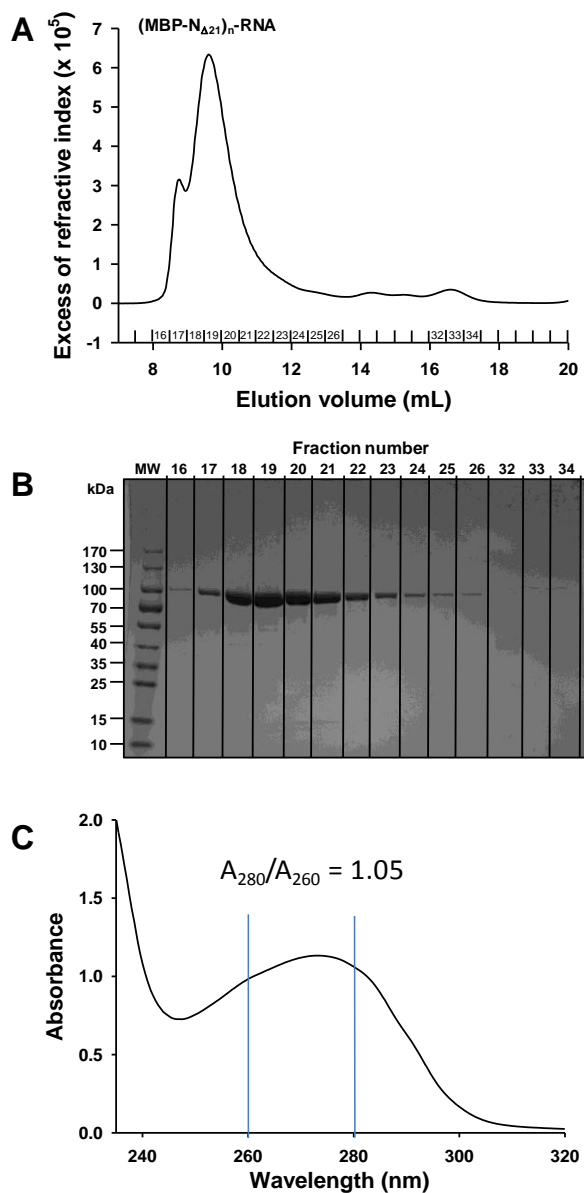 A
(MBP-N∆21)n-RNA
Excess of refractive index (x 10⁵)
7
6
5
4
3
2
1
0
-1
16 17 18 19 20 21 22 23 24 25 26 32 33 34
8 10 12 14 16 18 20
Elution volume (mL)
Fraction number
B
MW 16 17 18 19 20 21 22 23 24 25 26 32 33 34
kDa
170
130
100
70
55
40
35
25
15
10
C
A₂₈₀/A₂₆₀ = 1.05
Absorbance
2.0
1.5
1.0
0.5
0.0
240 260 280 300 320
Wavelength (nm)